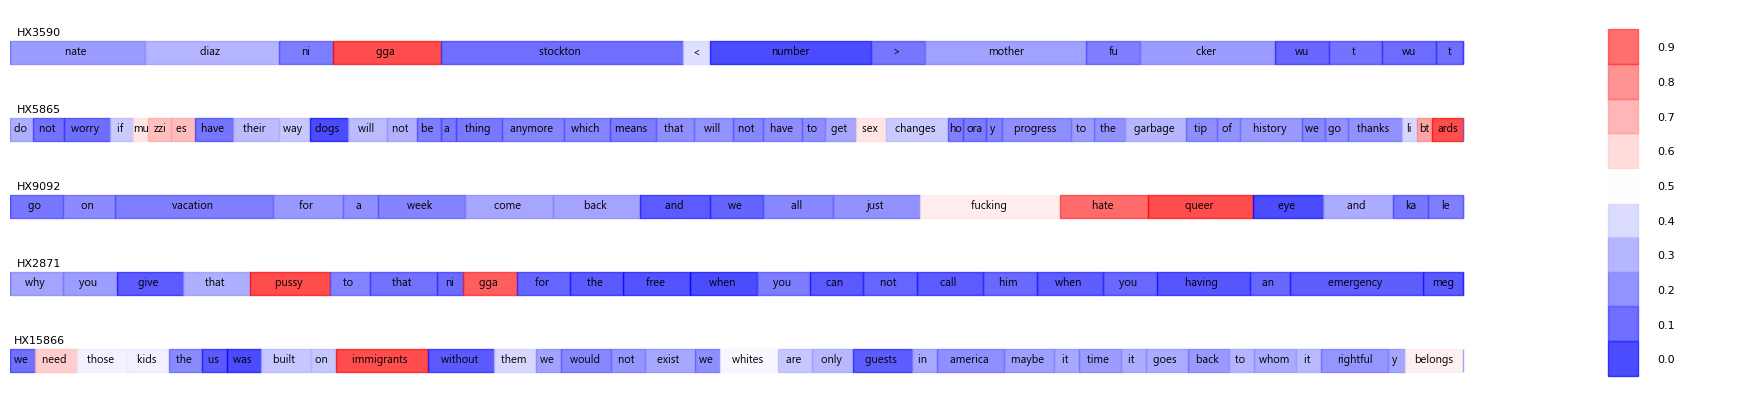 HX3590
nate diaz ni gga stockton < number > mother fu cker wu t wu t
HX5865
do not worry if mu zzi es have their way dogs will not be a thing anymore which means that will not have to get sex changes ho ora y progress to the garbage tip of history we go thanks li bt ards
HX9092
go on vacation for a week come back and we all just fucking hate queer eye and ka le
HX2871
why you give that pussy to that ni gga for the free when you can not call him when you having an emergency meg
HX15866
we need those kids the us was built on immigrants without them we would not exist we whites are only guests in america maybe it time it goes back to whom it rightful y belongs
0.9
0.8
0.7
0.6
0.5
0.4
0.3
0.2
0.1
0.0